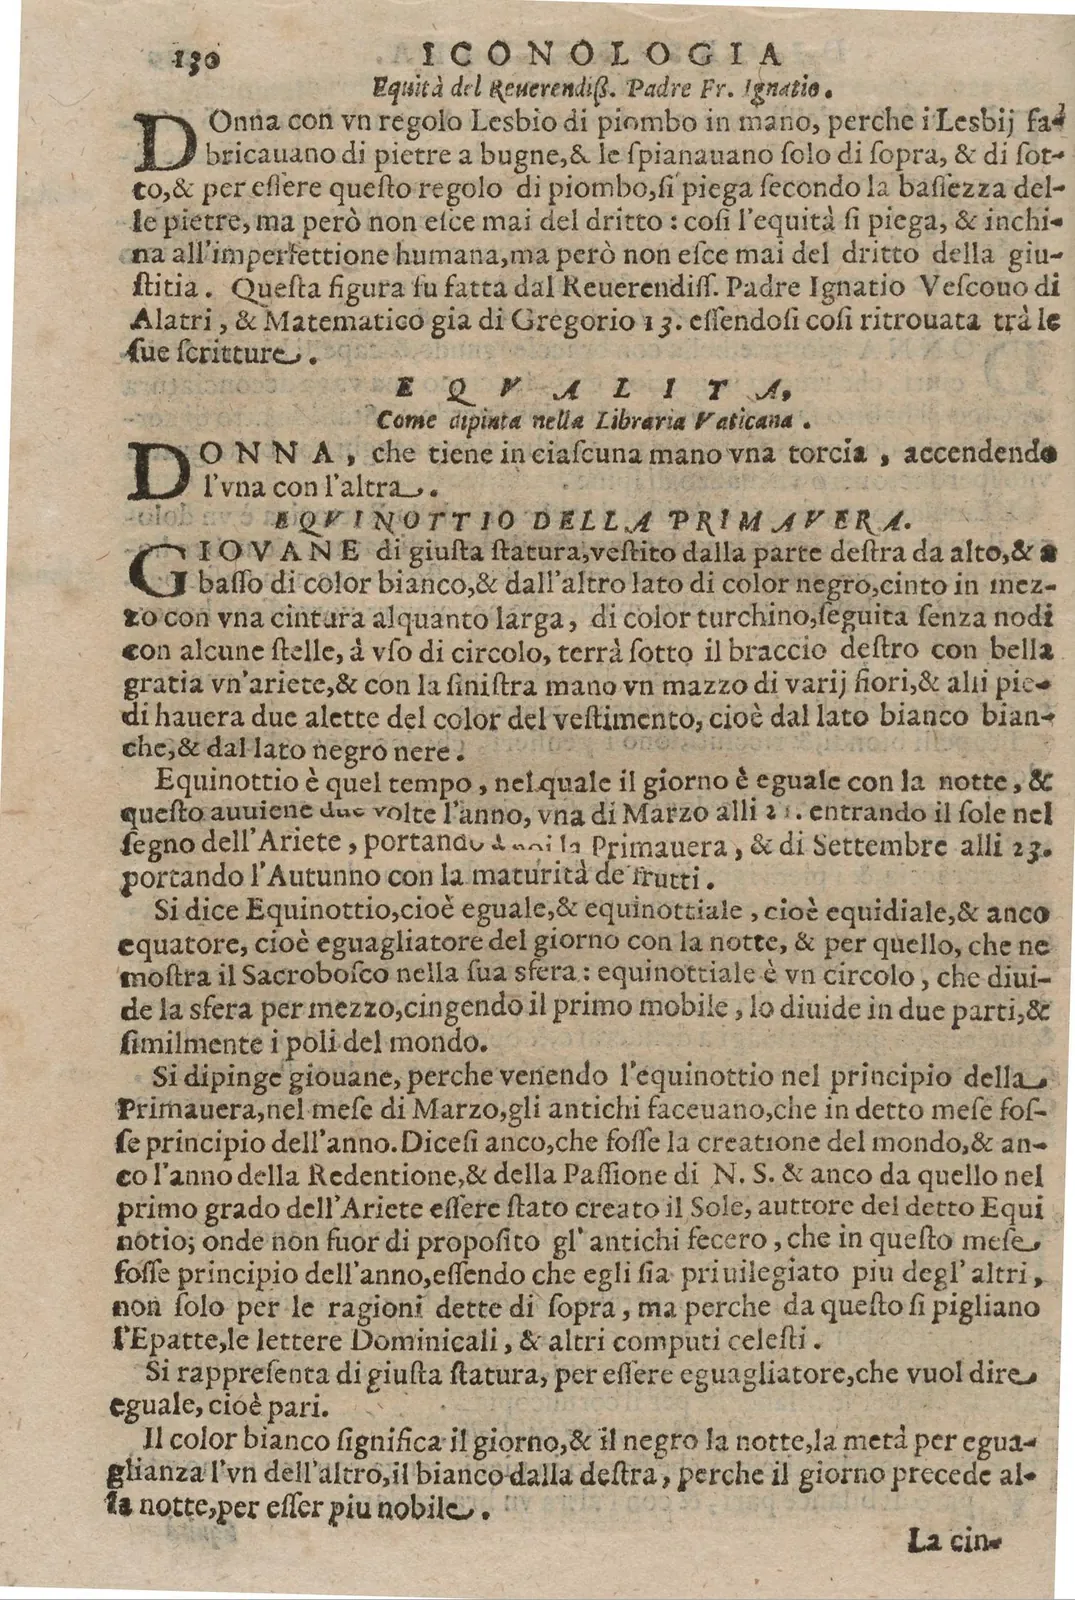 130 ICONOLOGIA
Equità del Reuerendiß. Padre Fr. Ignatio.
DOnna con vn regolo Lesbio di piombo in mano, perche i Lesbij fa-
bricauano di pietre a bugne,& le ſpianauano ſolo di ſopra, & di ſot-
to,& per eſſere queſto regolo di piombo,ſi piega ſecondo la baſſezza del-
le pietre, ma però non eſce mai del dritto : coſi l'equità ſi piega, & inchi-
na all'imperfettione humana,ma però non eſce mai del dritto della giu-
ſtitia. Queſta figura fu fatta dal Reuerendiſſ. Padre Ignatio Veſcouo di
Alatri, & Matematico gia di Gregorio 13. eſſendoſi coſi ritrouata trà le
ſue ſcritture.
EQVALITA,
Come dipinta nella Libraria Vaticana.
DONNA, che tiene in ciaſcuna mano vna torcia, accendendo
l'vna con l'altra.
EQVINOTTIO DELLA PRIMAVERA.
GIOVANE di giuſta ſtatura,veſtito dalla parte deſtra da alto,& a
baſſo di color bianco,& dall'altro lato di color negro,cinto in mez-
zo con vna cintura alquanto larga, di color turchino,ſeguita ſenza nodi
con alcune ſtelle, à vſo di circolo, terrà ſotto il braccio deſtro con bella
gratia vn'ariete,& con la ſiniſtra mano vn mazzo di varij fiori,& alli pie-
di hauera due alette del color del veſtimento, cioè dal lato bianco bian-
che,& dal lato negro nere.
Equinottio è quel tempo, nel quale il giorno è eguale con la notte, &
queſto auuiene due volte l'anno, vna di Marzo alli 21. entrando il ſole nel
ſegno dell'Ariete, portando à noi la Primauera, & di Settembre alli 23.
portando l'Autunno con la maturità de frutti.
Si dice Equinottio,cioè eguale,& equinottiale, cioè equidiale,& anco
equatore, cioè eguagliatore del giorno con la notte, & per quello, che ne
moſtra il Sacroboſco nella ſua sfera : equinottiale è vn circolo, che diui-
de la sfera per mezzo,cingendo il primo mobile, lo diuide in due parti,&
ſimilmente i poli del mondo.
Si dipinge giouane, perche venendo l'equinottio nel principio della
Primauera,nel meſe di Marzo,gli antichi faceuano,che in detto meſe foſ-
ſe principio dell'anno. Diceſi anco,che foſſe la creatione del mondo,& an-
co l'anno della Redentione,& della Paſſione di N. S. & anco da quello nel
primo grado dell'Ariete eſſere ſtato creato il Sole, auttore del detto Equi
notio; onde non fuor di propoſito gl' antichi fecero, che in queſto meſe
foſſe principio dell'anno,eſſendo che egli ſia priuilegiato piu degl' altri,
non ſolo per le ragioni dette di ſopra, ma perche da queſto ſi pigliano
l'Epatte,le lettere Dominicali, & altri computi celeſti.
Si rappreſenta di giuſta ſtatura, per eſſere eguagliatore,che vuol dire
eguale, cioè pari.
Il color bianco ſignifica il giorno,& il negro la notte,la metà per egua-
glianza l'vn dell'altro,il bianco dalla deſtra, perche il giorno precede al-
la notte,per eſſer piu nobile.
La cin-